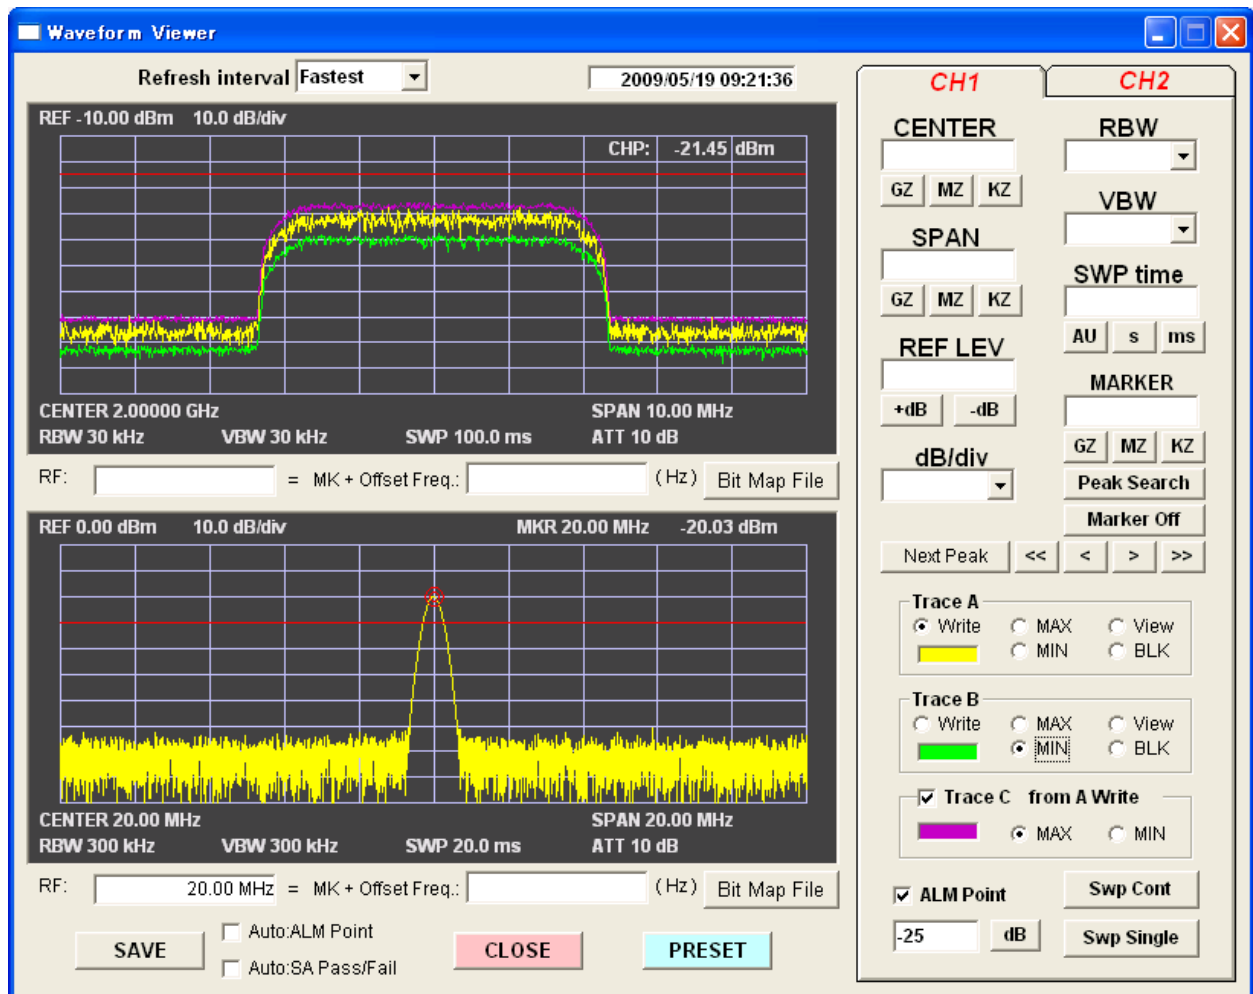 Waveform Viewer
Refresh interval Fastest
2009/05/19 09:21:36
REF -10.00 dBm 10.0 dB/div
CHP: -21.45 dBm
CENTER 2.00000 GHz SPAN 10.00 MHz
RBW 30 kHz VBW 30 kHz SWP 100.0 ms ATT 10 dB
RF: = MK + Offset Freq.: (Hz) Bit Map File
REF 0.00 dBm 10.0 dB/div MKR 20.00 MHz -20.03 dBm
CENTER 20.00 MHz SPAN 20.00 MHz
RBW 300 kHz VBW 300 kHz SWP 20.0 ms ATT 10 dB
RF: 20.00 MHz = MK + Offset Freq.: (Hz) Bit Map File
SAVE
Auto:ALM Point
Auto:SA Pass/Fail
CLOSE
PRESET
CH1 CH2
CENTER
GZ MZ KZ
SPAN
GZ MZ KZ
REF LEV
+dB -dB
dB/div
RBW
VBW
SWP time
AU s ms
MARKER
GZ MZ KZ
Peak Search
Marker Off
Next Peak << < > >>
Trace A
Write MAX View
MIN BLK
Trace B
Write MAX View
MIN BLK
Trace C from A Write
MAX MIN
ALM Point
-25 dB
Swp Cont
Swp Single